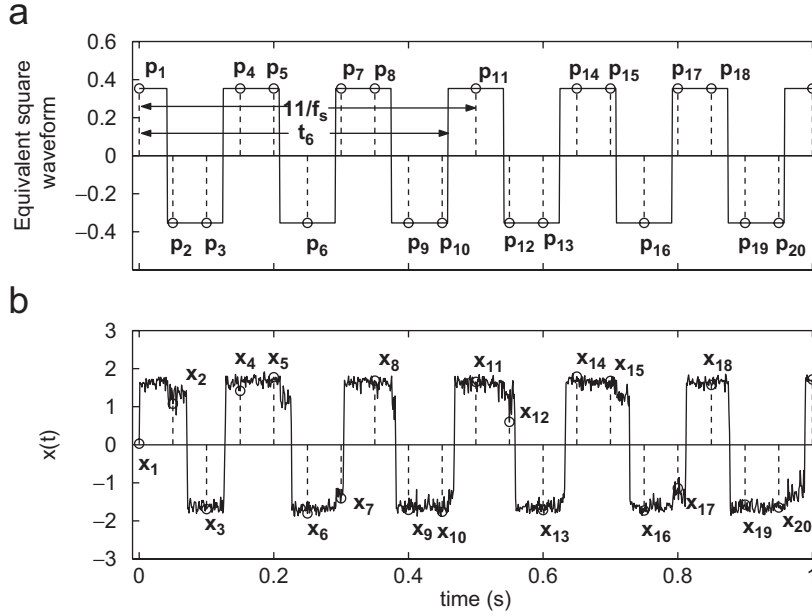 a
0.6
0.4
0.2
0
−0.2
−0.4
Equivalent square
waveform
p1 p4 p5 p7 p8 p11 p14 p15 p17 p18
11/fs
t6
p2 p3 p6 p9 p10 p12 p13 p16 p19 p20
b
3
2
1
0
−1
−2
−3
x(t)
x2 x4 x5 x8 x11 x14 x15 x18
x12
x1
x3 x6 x7 x9 x10 x13 x16 x17 x19 x20
0 0.2 0.4 0.6 0.8 1
time (s)